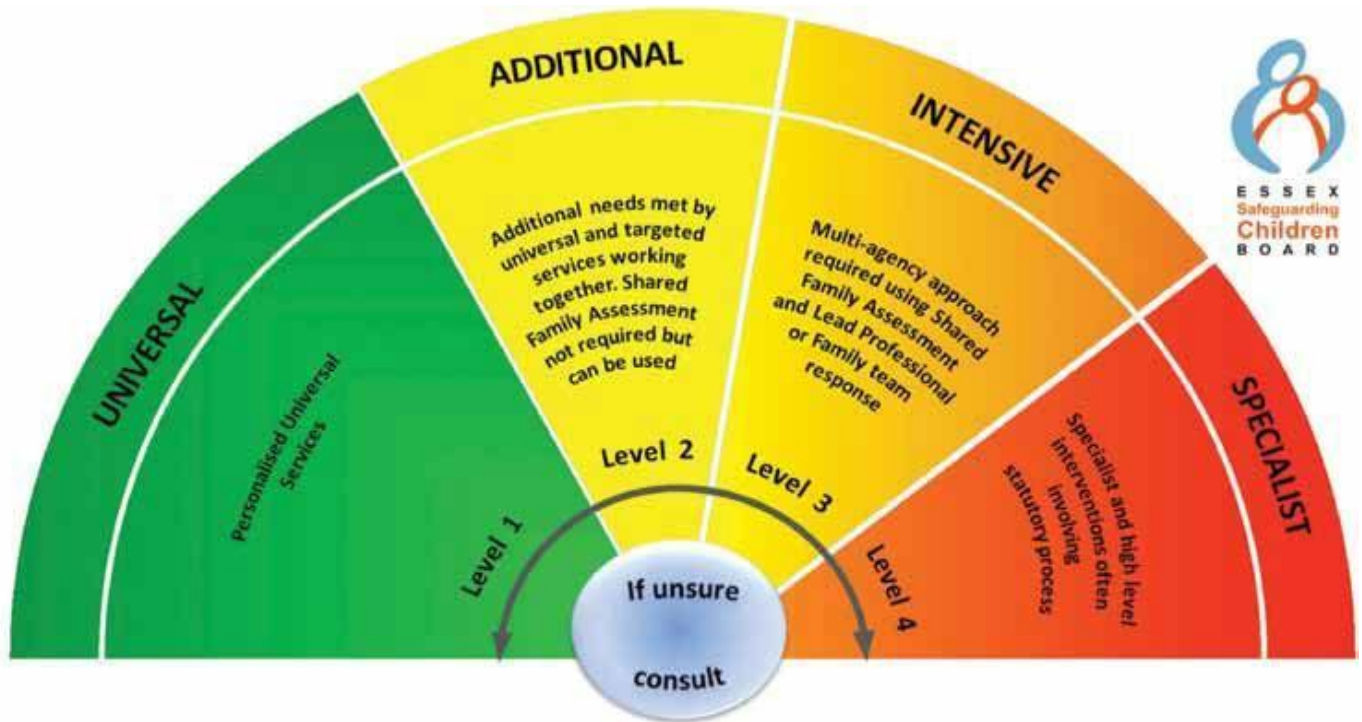 UNIVERSAL
Personalised Universal
Services
Level 1
ADDITIONAL
Additional needs met by
universal and targeted
services working
together. Shared
Family Assessment
not required but
can be used
Level 2
INTENSIVE
Multi-agency approach
required using Shared
Family Assessment
and Lead Professional
or Family team
response
Level 3
SPECIALIST
Specialist and high level
interventions often
involving
statutory process
Level 4
If unsure
consult
ESSEX
Safeguarding
Children
BOARD